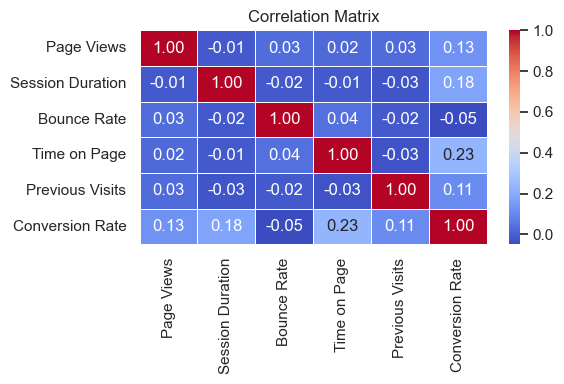 Correlation Matrix
Page Views 1.00 -0.01 0.03 0.02 0.03 0.13
Session Duration -0.01 1.00 -0.02 -0.01 -0.03 0.18
Bounce Rate 0.03 -0.02 1.00 0.04 -0.02 -0.05
Time on Page 0.02 -0.01 0.04 1.00 -0.03 0.23
Previous Visits 0.03 -0.03 -0.02 -0.03 1.00 0.11
Conversion Rate 0.13 0.18 -0.05 0.23 0.11 1.00
Page Views
Session Duration
Bounce Rate
Time on Page
Previous Visits
Conversion Rate
1.0
0.8
0.6
0.4
0.2
0.0